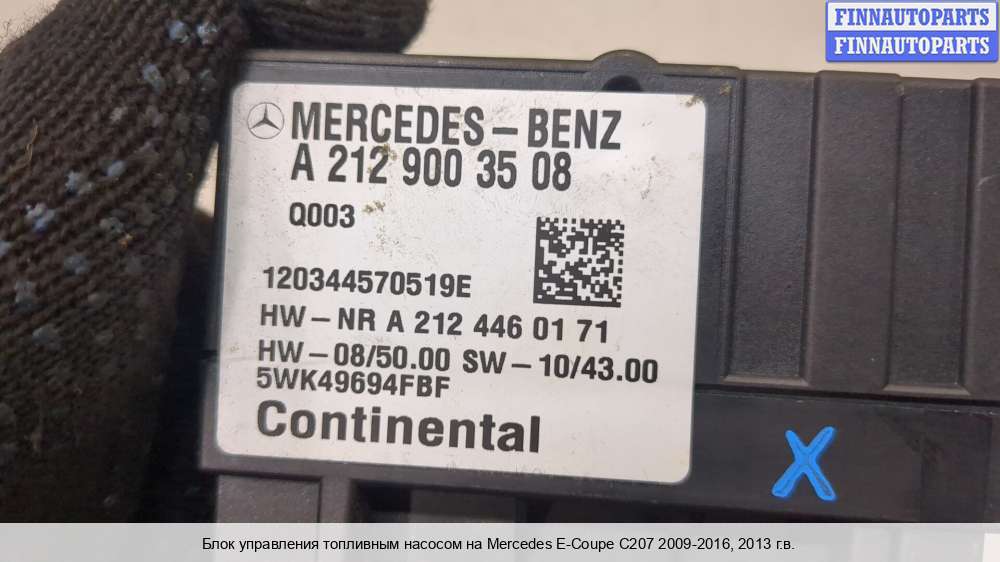 FINNAUTOPARTS
FINNAUTOPARTS
MERCEDES-BENZ
A 212 900 35 08
Q003
120344570519E
HW-NR A 212 446 01 71
HW-08/50.00 SW-10/43.00
5WK49694FBF
Continental
X
Блок управления топливным насосом на Mercedes E-Coupe C207 2009-2016, 2013 г.в.